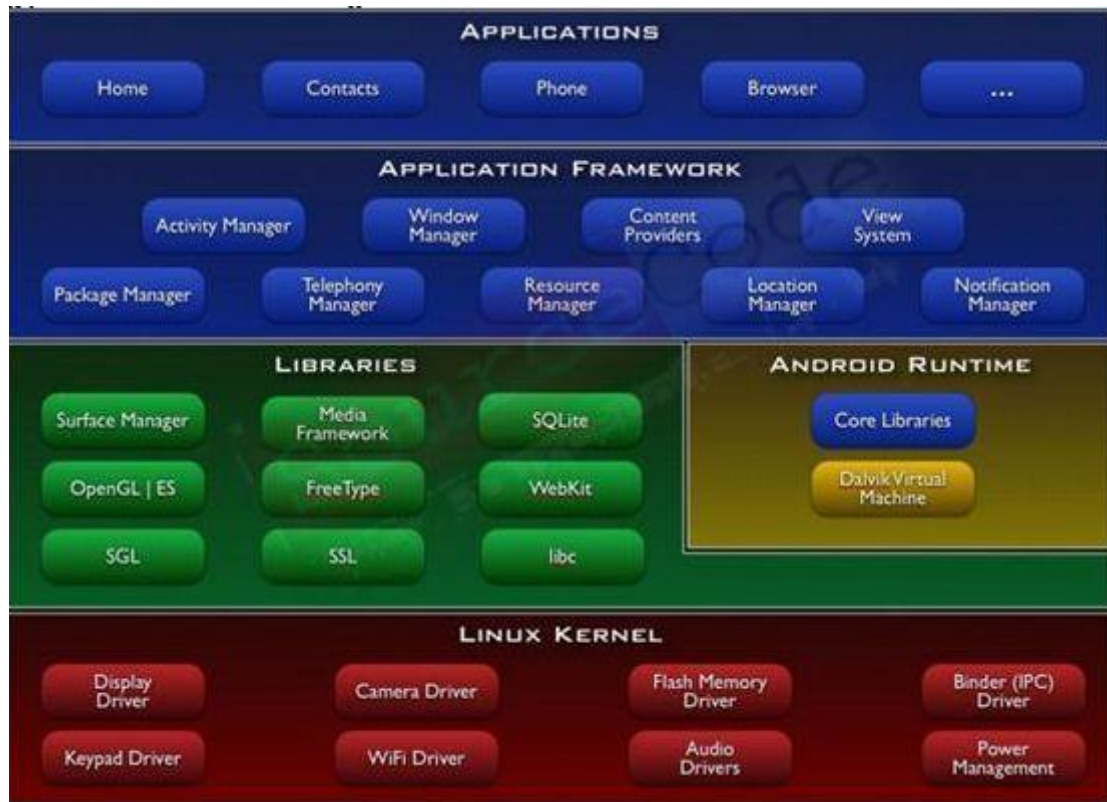 APPLICATIONS
Home
Contacts
Phone
Browser
...
APPLICATION FRAMEWORK
Activity Manager
Window
Manager
Content
Providers
View
System
Package Manager
Telephony
Manager
Resource
Manager
Location
Manager
Notification
Manager
LIBRARIES
Surface Manager
Media
Framework
SQLite
OpenGL | ES
FreeType
WebKit
SGL
SSL
libc
ANDROID RUNTIME
Core Libraries
Dalvik Virtual
Machine
LINUX KERNEL
Display
Driver
Camera Driver
Flash Memory
Driver
Binder (IPC)
Driver
Keypad Driver
WiFi Driver
Audio
Drivers
Power
Management